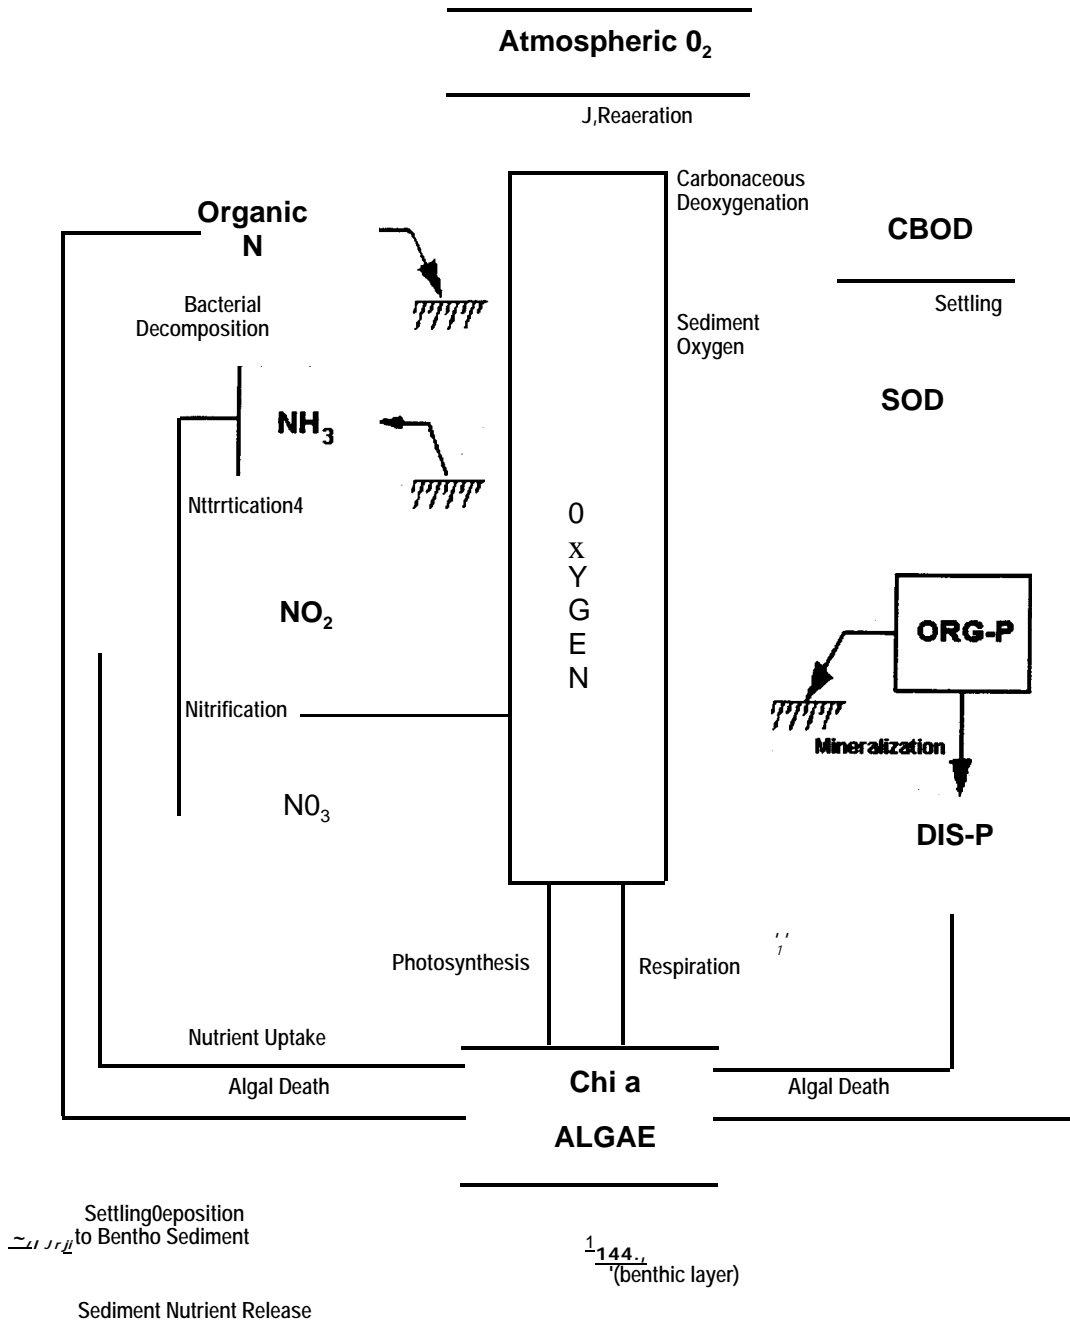 Atmospheric 0₂
J,Reaeration
Carbonaceous
Deoxygenation
Organic
N
CBOD
Bacterial
Decomposition
Settling
Sediment
Oxygen
SOD
NH₃
Nttrtication4
0
x
Y
G
E
N
NO₂
ORG-P
Nitrification
Mineralization
N0₃
DIS-P
Photosynthesis
Respiration
Nutrient Uptake
Algal Death
Chi a
Algal Death
ALGAE
Settling0eposition
to Bentho Sediment
144.,
'(benthic layer)
Sediment Nutrient Release